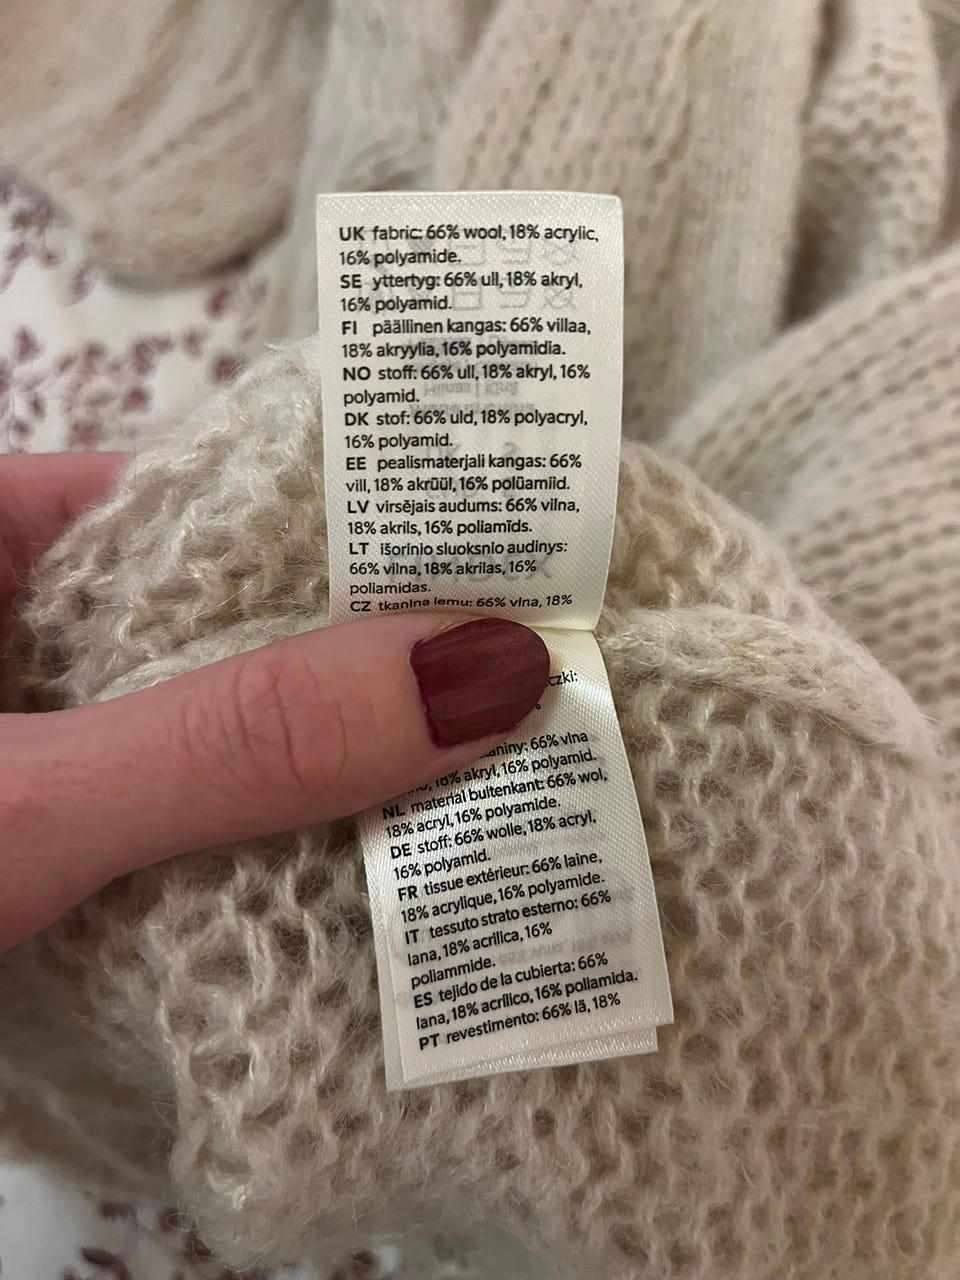 UK fabric: 66% wool, 18% acrylic,
16% polyamide.
SE yttertyg: 66% ull, 18% akryl,
16% polyamid.
FI päällinen kangas: 66% villaa,
18% akryylia, 16% polyamidia.
NO stoff: 66% ull, 18% akryl, 16%
polyamid.
DK stof: 66% uld, 18% polyacryl,
16% polyamid.
EE pealismaterjali kangas: 66%
vill, 18% akrüül, 16% polüamiid.
LV virsējais audums: 66% vilna,
18% akrils, 16% poliamīds.
LT išorinio sluoksnio audinys:
66% vilna, 18% akrilas, 16%
poliamidas.
CZ tkanina lemu: 66% vlna, 18%
czki:
%
taniny: 66% vlna
18% akryl, 16% polyamid.
NL material buitenkant: 66% wol,
18% acryl, 16% polyamide.
DE stoff: 66% wolle, 18% acryl,
16% polyamid.
FR tissue extérieur: 66% laine,
18% acrylique, 16% polyamide.
IT tessuto strato esterno: 66%
lana, 18% acrilica, 16%
poliammide.
ES tejido de la cubierta: 66%
lana, 18% acrílico, 16% poliamida.
PT revestimento: 66% lã, 18%